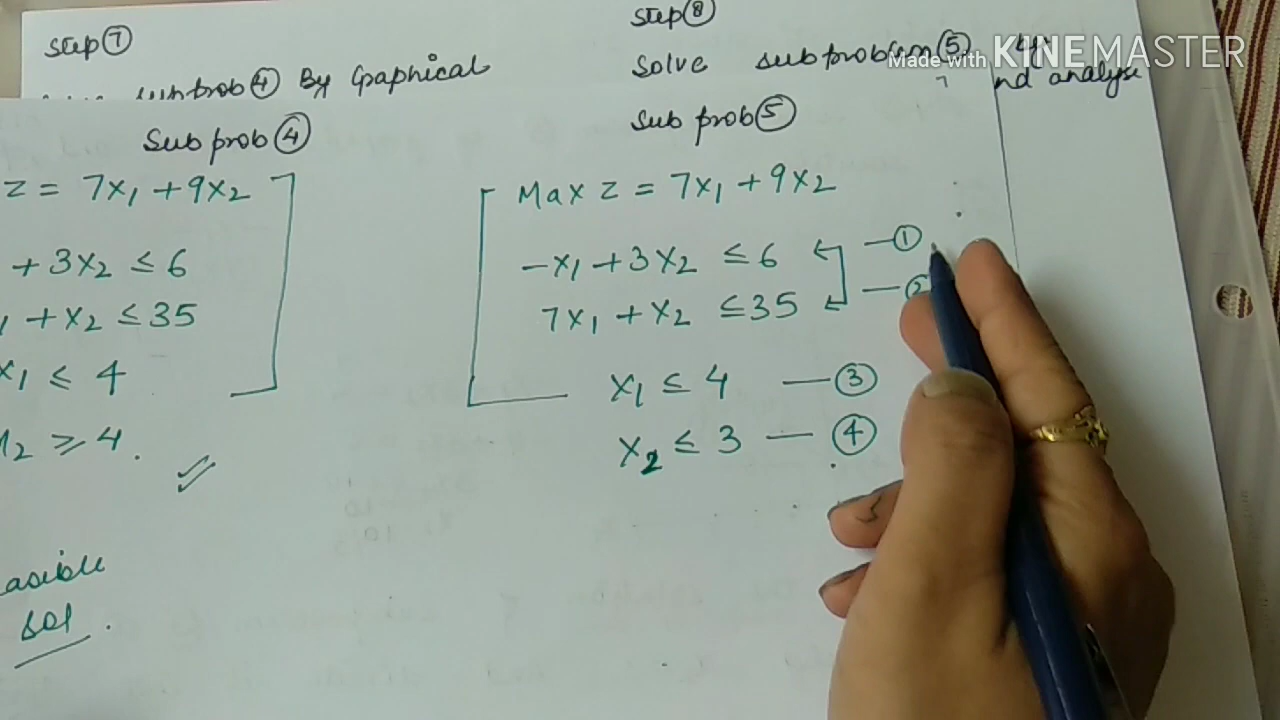 step ⑦
subprob ④ By Graphical
Sub prob ④
Z = 7x₁ + 9x₂
+ 3x₂ ≤ 6
+ x₂ ≤ 35
x₁ ≤ 4
≥ 4.
sol.
step ⑧
Solve subproblem ⑤
nd analyse
Sub prob ⑤
Max Z = 7x₁ + 9x₂
-x₁ + 3x₂ ≤ 6 — ①
7x₁ + x₂ ≤ 35 — ②
x₁ ≤ 4 — ③
x₂ ≤ 3 — ④
Made with KINEMASTER